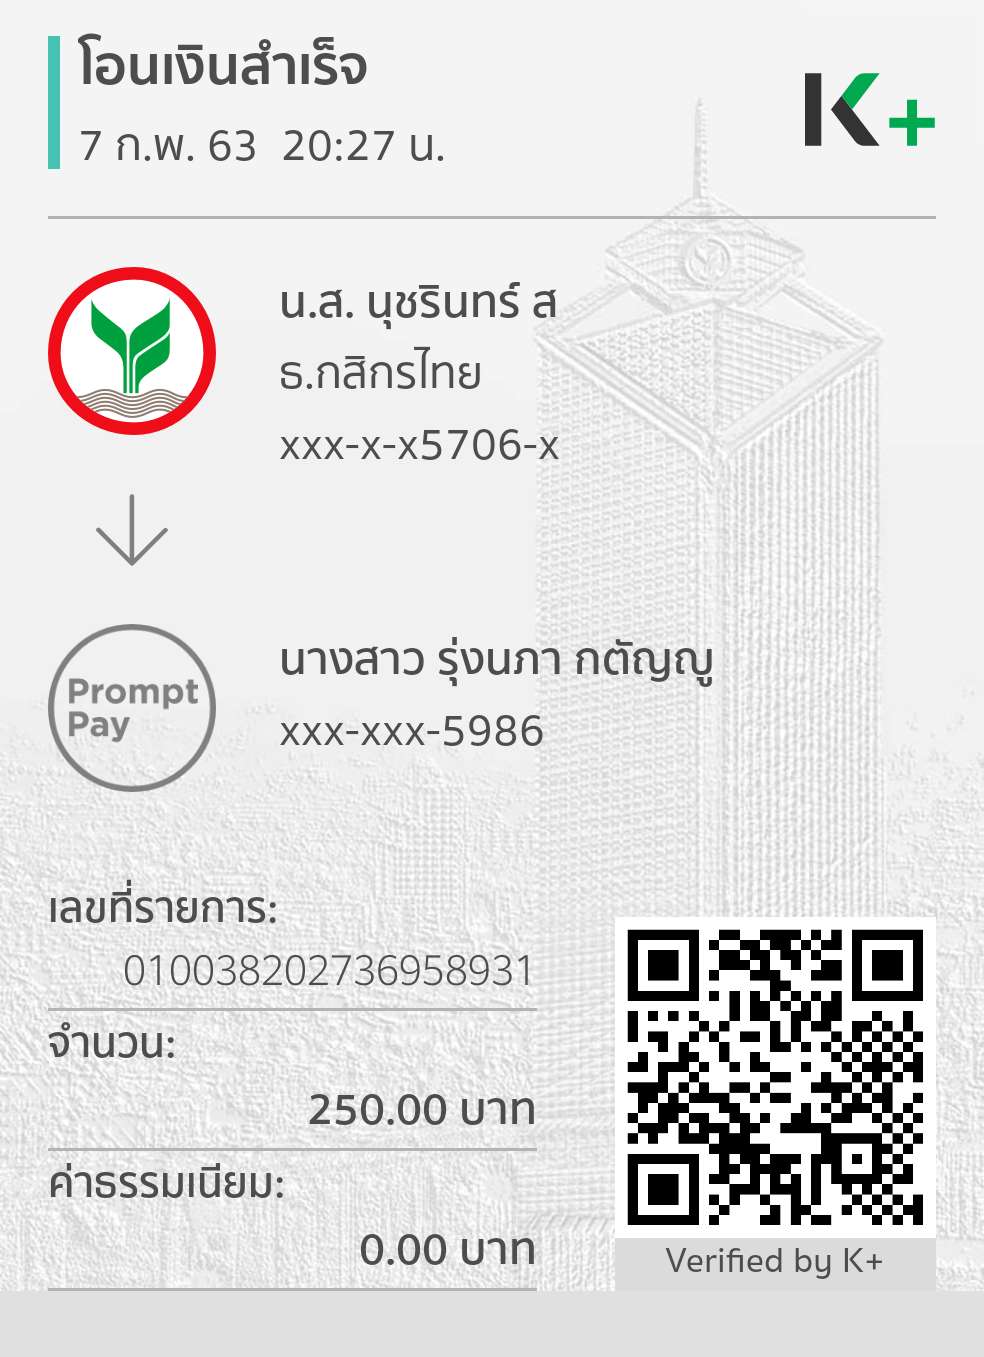 โอนเงินสำเร็จ
7 ก.พ. 63  20:27 น.
K+
น.ส. นุชรินทร์ ส
ธ.กสิกรไทย
xxx-x-x5706-x
Prompt
Pay
นางสาว รุ่งนภา กตัญญู
xxx-xxx-5986
เลขที่รายการ:
010038202736958931
จำนวน:
250.00 บาท
ค่าธรรมเนียม:
0.00 บาท
Verified by K+